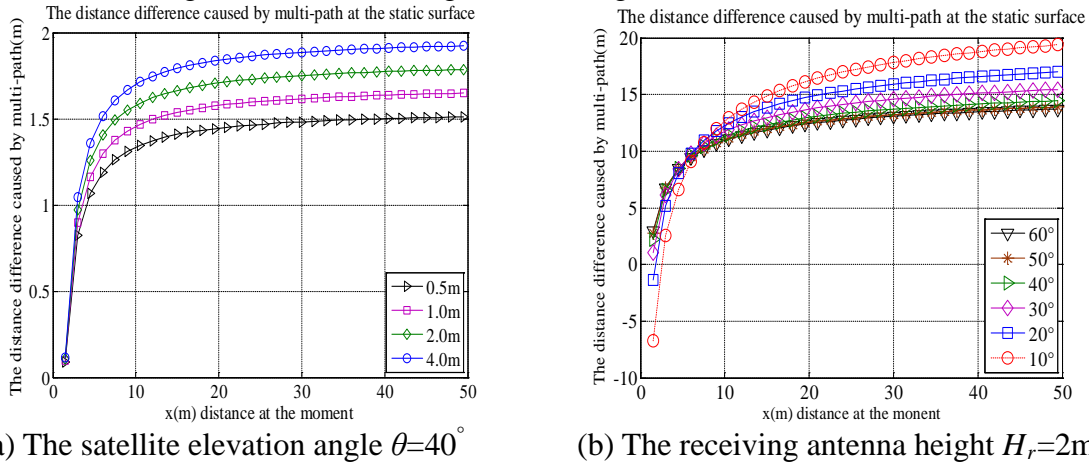 The distance difference caused by multi-path at the static surface
The distance difference caused by multi-path(m)
2
1.5
1
0.5
0
0
10
20
30
40
50
0.5m
1.0m
2.0m
4.0m
x(m) distance at the moment
a) The satellite elevation angle θ=40°
The distance difference caused by multi-path at the static surface
The distance difference caused by multi-path(m)
20
15
10
5
0
-5
-10
0
10
20
30
40
50
60°
50°
40°
30°
20°
10°
x(m) distance at the moment
(b) The receiving antenna height Hr=2m